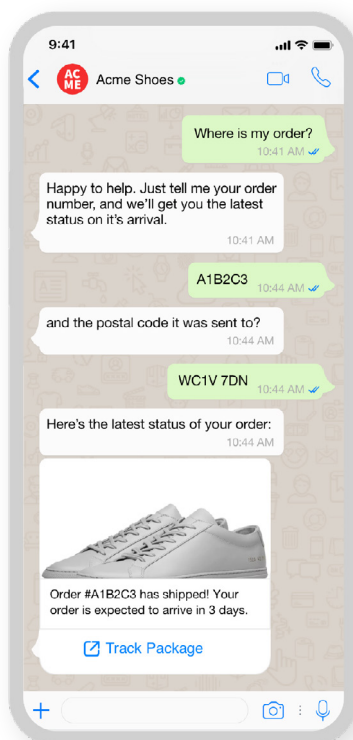 9:41
AC
ME
Acme Shoes
Where is my order?
10:41 AM
Happy to help. Just tell me your order
number, and we'll get you the latest
status on it's arrival.
10:41 AM
A1B2C3
10:44 AM
and the postal code it was sent to?
10:44 AM
WC1V 7DN
10:44 AM
Here's the latest status of your order:
10:44 AM
Order #A1B2C3 has shipped! Your
order is expected to arrive in 3 days.
Track Package